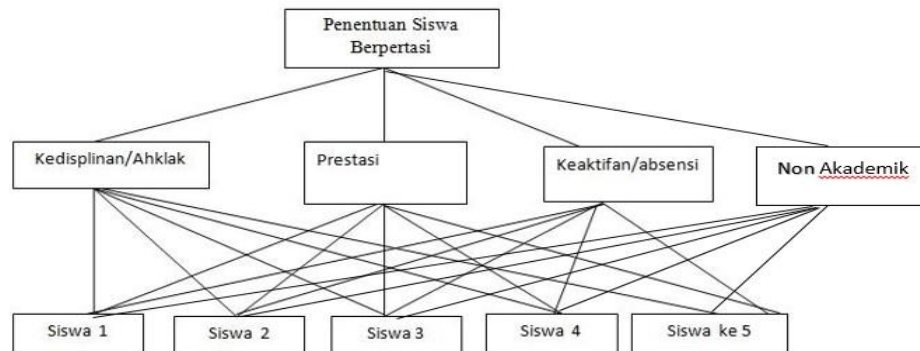 Penentuan Siswa
Berpertasi
Kedisplinan/Ahklak
Prestasi
Keaktifan/absensi
Non Akademik
Siswa 1
Siswa 2
Siswa 3
Siswa 4
Siswa ke 5